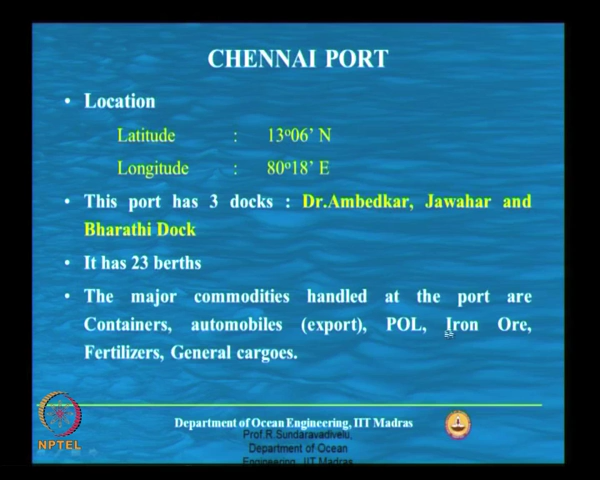 CHENNAI PORT
• Location
Latitude : 13º06’ N
Longitude : 80º18’ E
• This port has 3 docks : Dr.Ambedkar, Jawahar and
Bharathi Dock
• It has 23 berths
• The major commodities handled at the port are
Containers, automobiles (export), POL, Iron Ore,
Fertilizers, General cargoes.
Department of Ocean Engineering, IIT Madras
Prof.R.Sundaravadivelu,
Department of Ocean
Engineering, IIT Madras
NPTEL